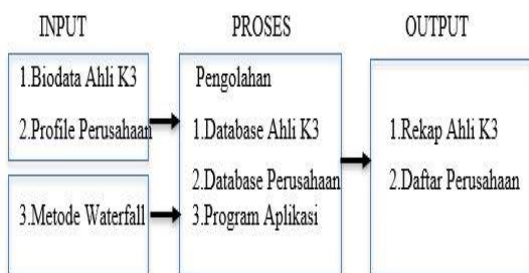 INPUT
PROSES
OUTPUT
1.Biodata Ahli K3
2.Profile Perusahaan
3.Metode Waterfall
Pengolahan
1.Database Ahli K3
2.Database Perusahaan
3.Program Aplikasi
1.Rekap Ahli K3
2.Daftar Perusahaan